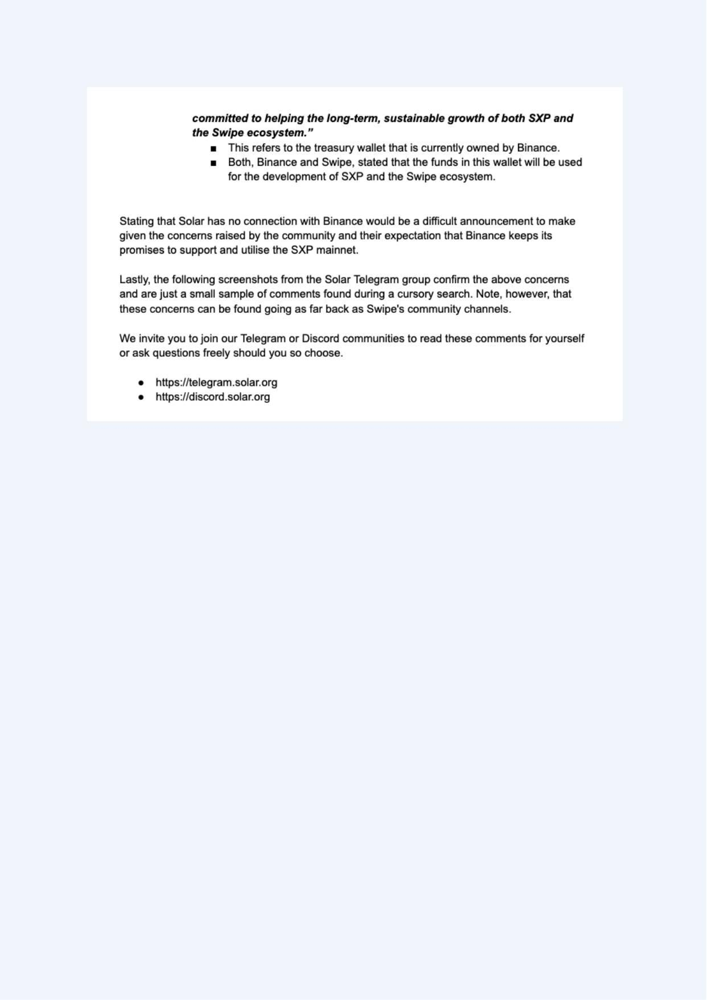 committed to helping the long-term, sustainable growth of both SXP and
the Swipe ecosystem.”
■ This refers to the treasury wallet that is currently owned by Binance.
■ Both, Binance and Swipe, stated that the funds in this wallet will be used
for the development of SXP and the Swipe ecosystem.
Stating that Solar has no connection with Binance would be a difficult announcement to make
given the concerns raised by the community and their expectation that Binance keeps its
promises to support and utilise the SXP mainnet.
Lastly, the following screenshots from the Solar Telegram group confirm the above concerns
and are just a small sample of comments found during a cursory search. Note, however, that
these concerns can be found going as far back as Swipe's community channels.
We invite you to join our Telegram or Discord communities to read these comments for yourself
or ask questions freely should you so choose.
● https://telegram.solar.org
● https://discord.solar.org